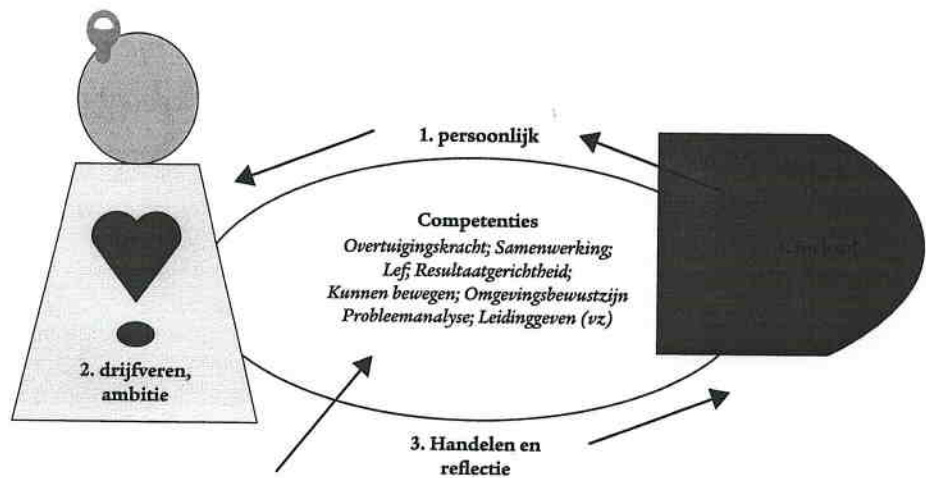 1. persoonlijk
Competenties
Overtuigingskracht; Samenwerking;
Lef; Resultaatgerichtheid;
Kunnen bewegen; Omgevingsbewustzijn
Probleemanalyse; Leidinggeven (vz)
2. drijfveren,
ambitie
3. Handelen en
reflectie